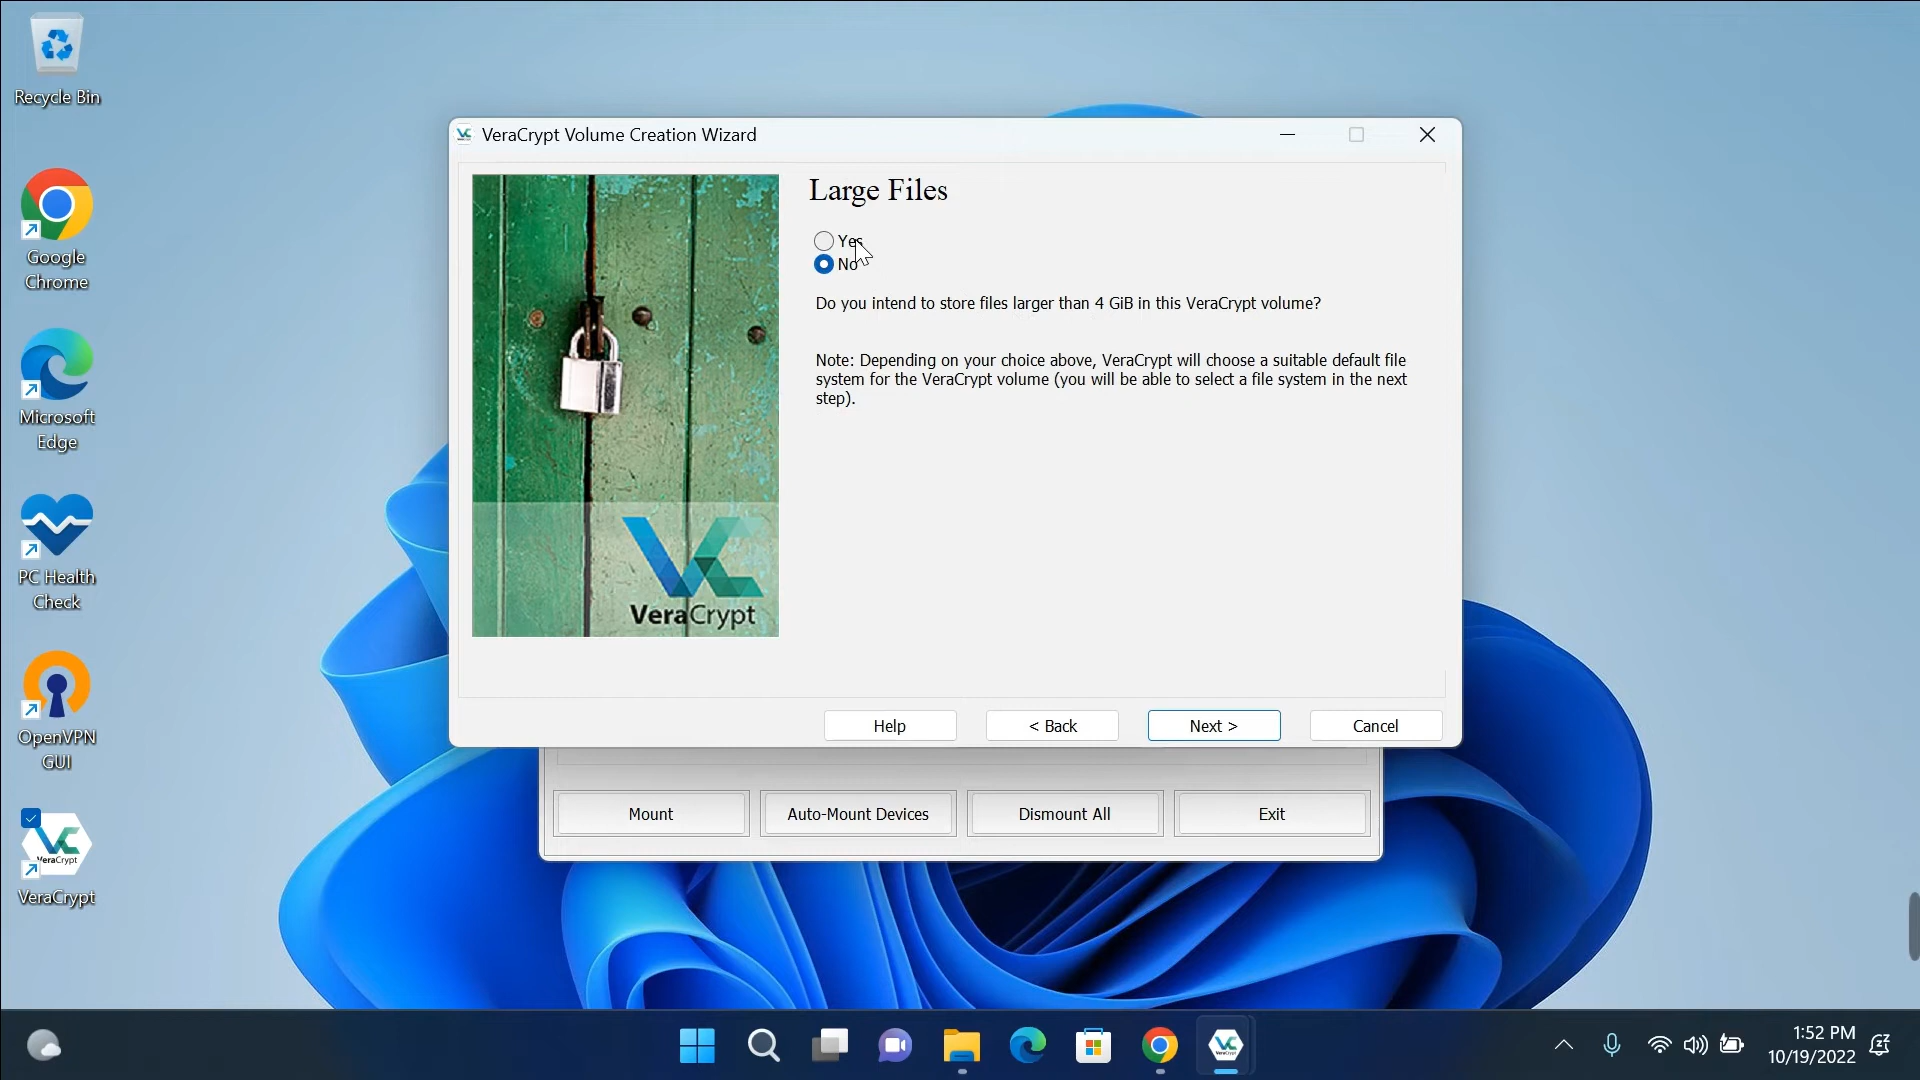 Recycle Bin
Google
Chrome
Microsoft
Edge
PC Health
Check
OpenVPN
GUI
VeraCrypt
VeraCrypt
VeraCrypt Volume Creation Wizard
VeraCrypt
Large Files
Yes
No
Do you intend to store files larger than 4 GiB in this VeraCrypt volume?
Note: Depending on your choice above, VeraCrypt will choose a suitable default file
system for the VeraCrypt volume (you will be able to select a file system in the next
step).
Help
< Back
Next >
Cancel
Mount
Auto-Mount Devices
Dismount All
Exit
1:52 PM
10/19/2022